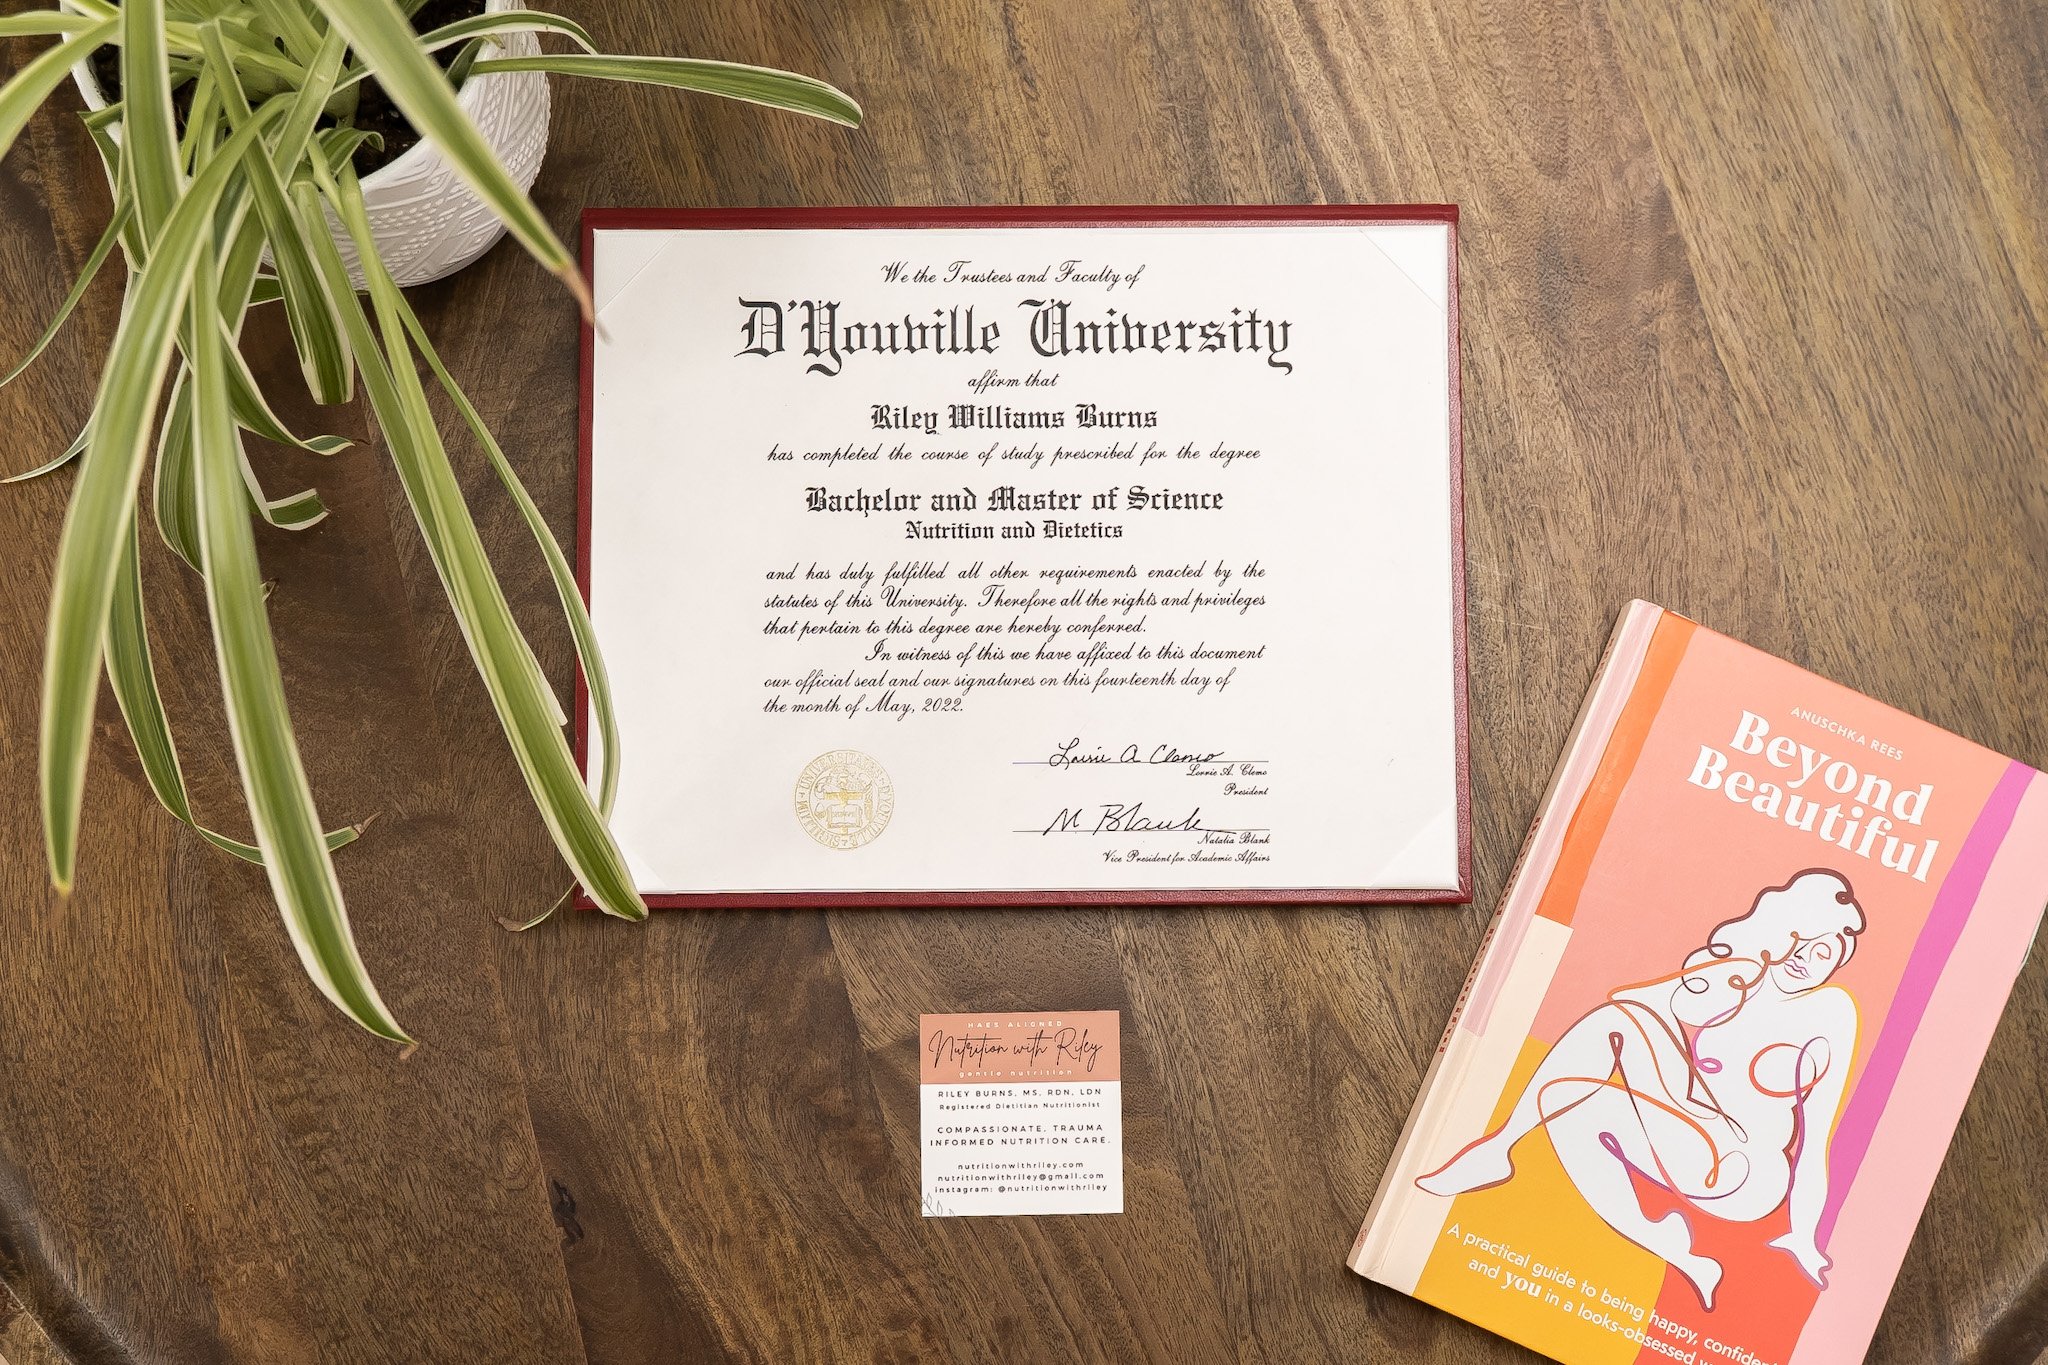 We the Trustees and Faculty of
D'Youville University
affirm that
Riley Williams Burns
has completed the course of study prescribed for the degree
Bachelor and Master of Science
Nutrition and Dietetics
and has duly fulfilled all other requirements enacted by the
statutes of this University. Therefore all the rights and privileges
that pertain to this degree are hereby conferred.
In witness of this we have affixed to this document
our official seal and our signatures on this fourteenth day of
the month of May, 2022.
Lorrie A. Clemo
Lorrie A. Clemo
President
M Blank
Natalia Blank
Vice President for Academic Affairs
HAES ALIGNED
Nutrition with Riley
gentle nutrition
RILEY BURNS, MS, RDN, LDN
Registered Dietitian Nutritionist
COMPASSIONATE, TRAUMA
INFORMED NUTRITION CARE.
nutritionwithriley.com
nutritionwithriley@gmail.com
instagram: @nutritionwithriley
ANUSCHKA REES
Beyond
Beautiful
A practical guide to being happy, confident
and you in a looks-obsessed